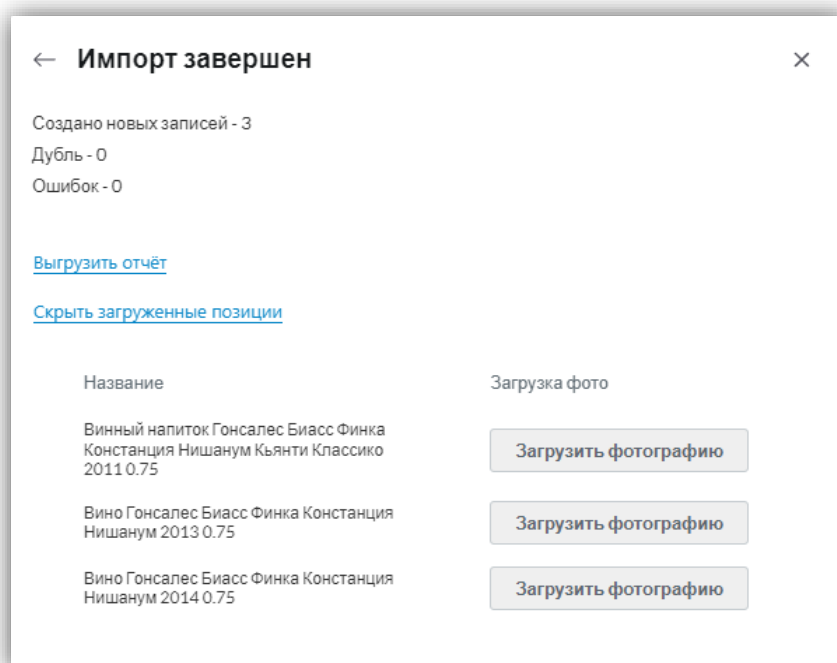 Импорт завершен
Создано новых записей - 3
Дубль - 0
Ошибок - 0
Выгрузить отчёт
Скрыть загруженные позиции
Название Загрузка фото
Винный напиток Гонсалес Биасс Финка
Констанция Нишанум Кьянти Классико
2011 0.75
Загрузить фотографию
Вино Гонсалес Биасс Финка Констанция
Нишанум 2013 0.75
Загрузить фотографию
Вино Гонсалес Биасс Финка Констанция
Нишанум 2014 0.75
Загрузить фотографию